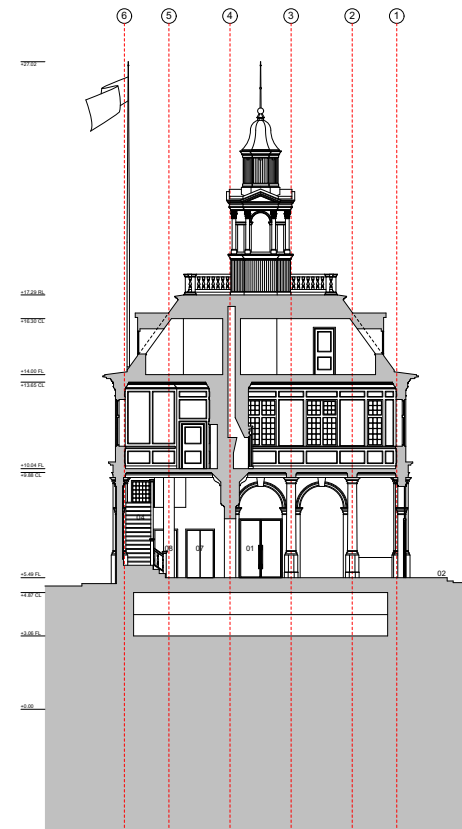 6 5 4 3 2 1
+27.02
+17.29 RL
+16.30 CL
+14.00 FL
+13.65 CL
+10.04 FL
+9.88 CL
08 07 01
02
+5.49 FL
+4.87 CL
+3.06 FL
+0.00